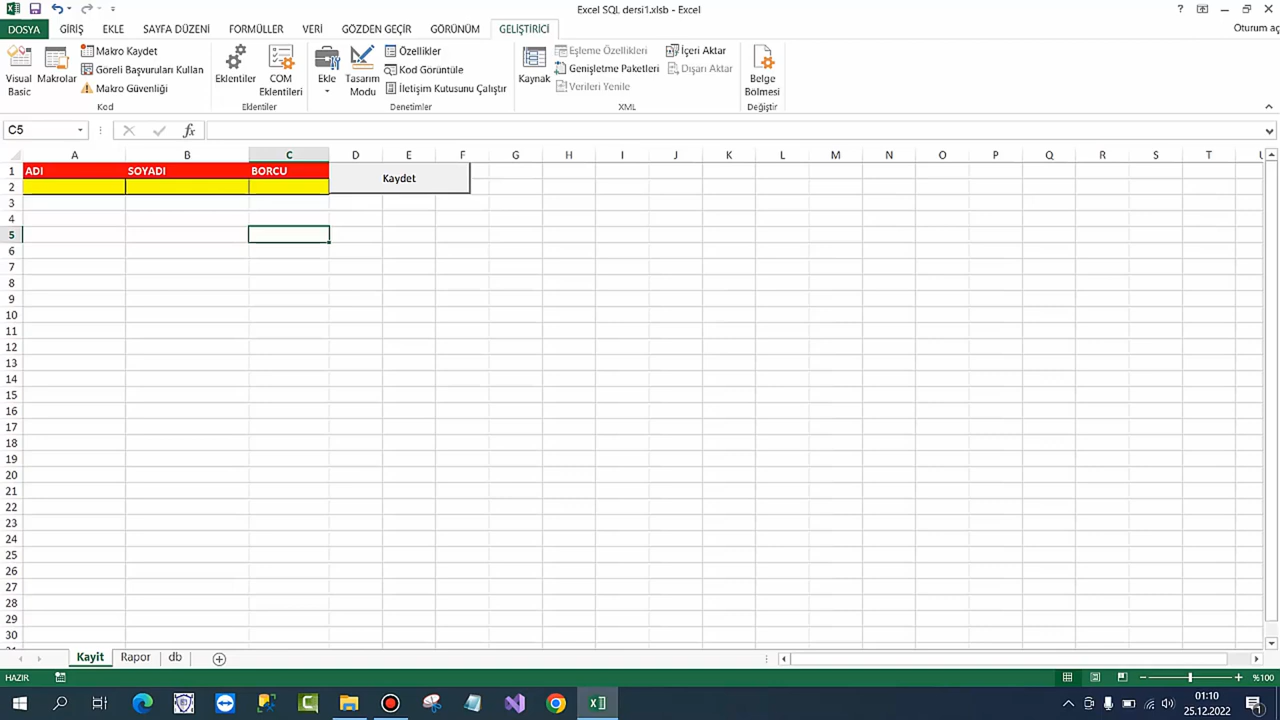 Excel SQL dersi1.xlsb - Excel
DOSYA GİRİŞ EKLE SAYFA DÜZENİ FORMÜLLER VERİ GÖZDEN GEÇİR GÖRÜNÜM GELİŞTİRİCİ Oturum aç
Visual Basic
Makrolar
Makro Kaydet
Göreli Başvuruları Kullan
Makro Güvenliği
Kod
Eklentiler
COM Eklentileri
Eklentiler
Ekle
Tasarım Modu
Özellikler
Kod Görüntüle
İletişim Kutusunu Çalıştır
Denetimler
Kaynak
Eşleme Özellikleri
Genişletme Paketleri
Verileri Yenile
İçeri Aktar
Dışarı Aktar
XML
Belge Bölmesi
Değiştir
C5 fx
A B C D E F G H I J K L M N O P Q R S T U
1 ADI SOYADI BORCU Kaydet
2
3
4
5
6
7
8
9
10
11
12
13
14
15
16
17
18
19
20
21
22
23
24
25
26
27
28
29
30
Kayit Rapor db
HAZIR %100
01:10
25.12.2022